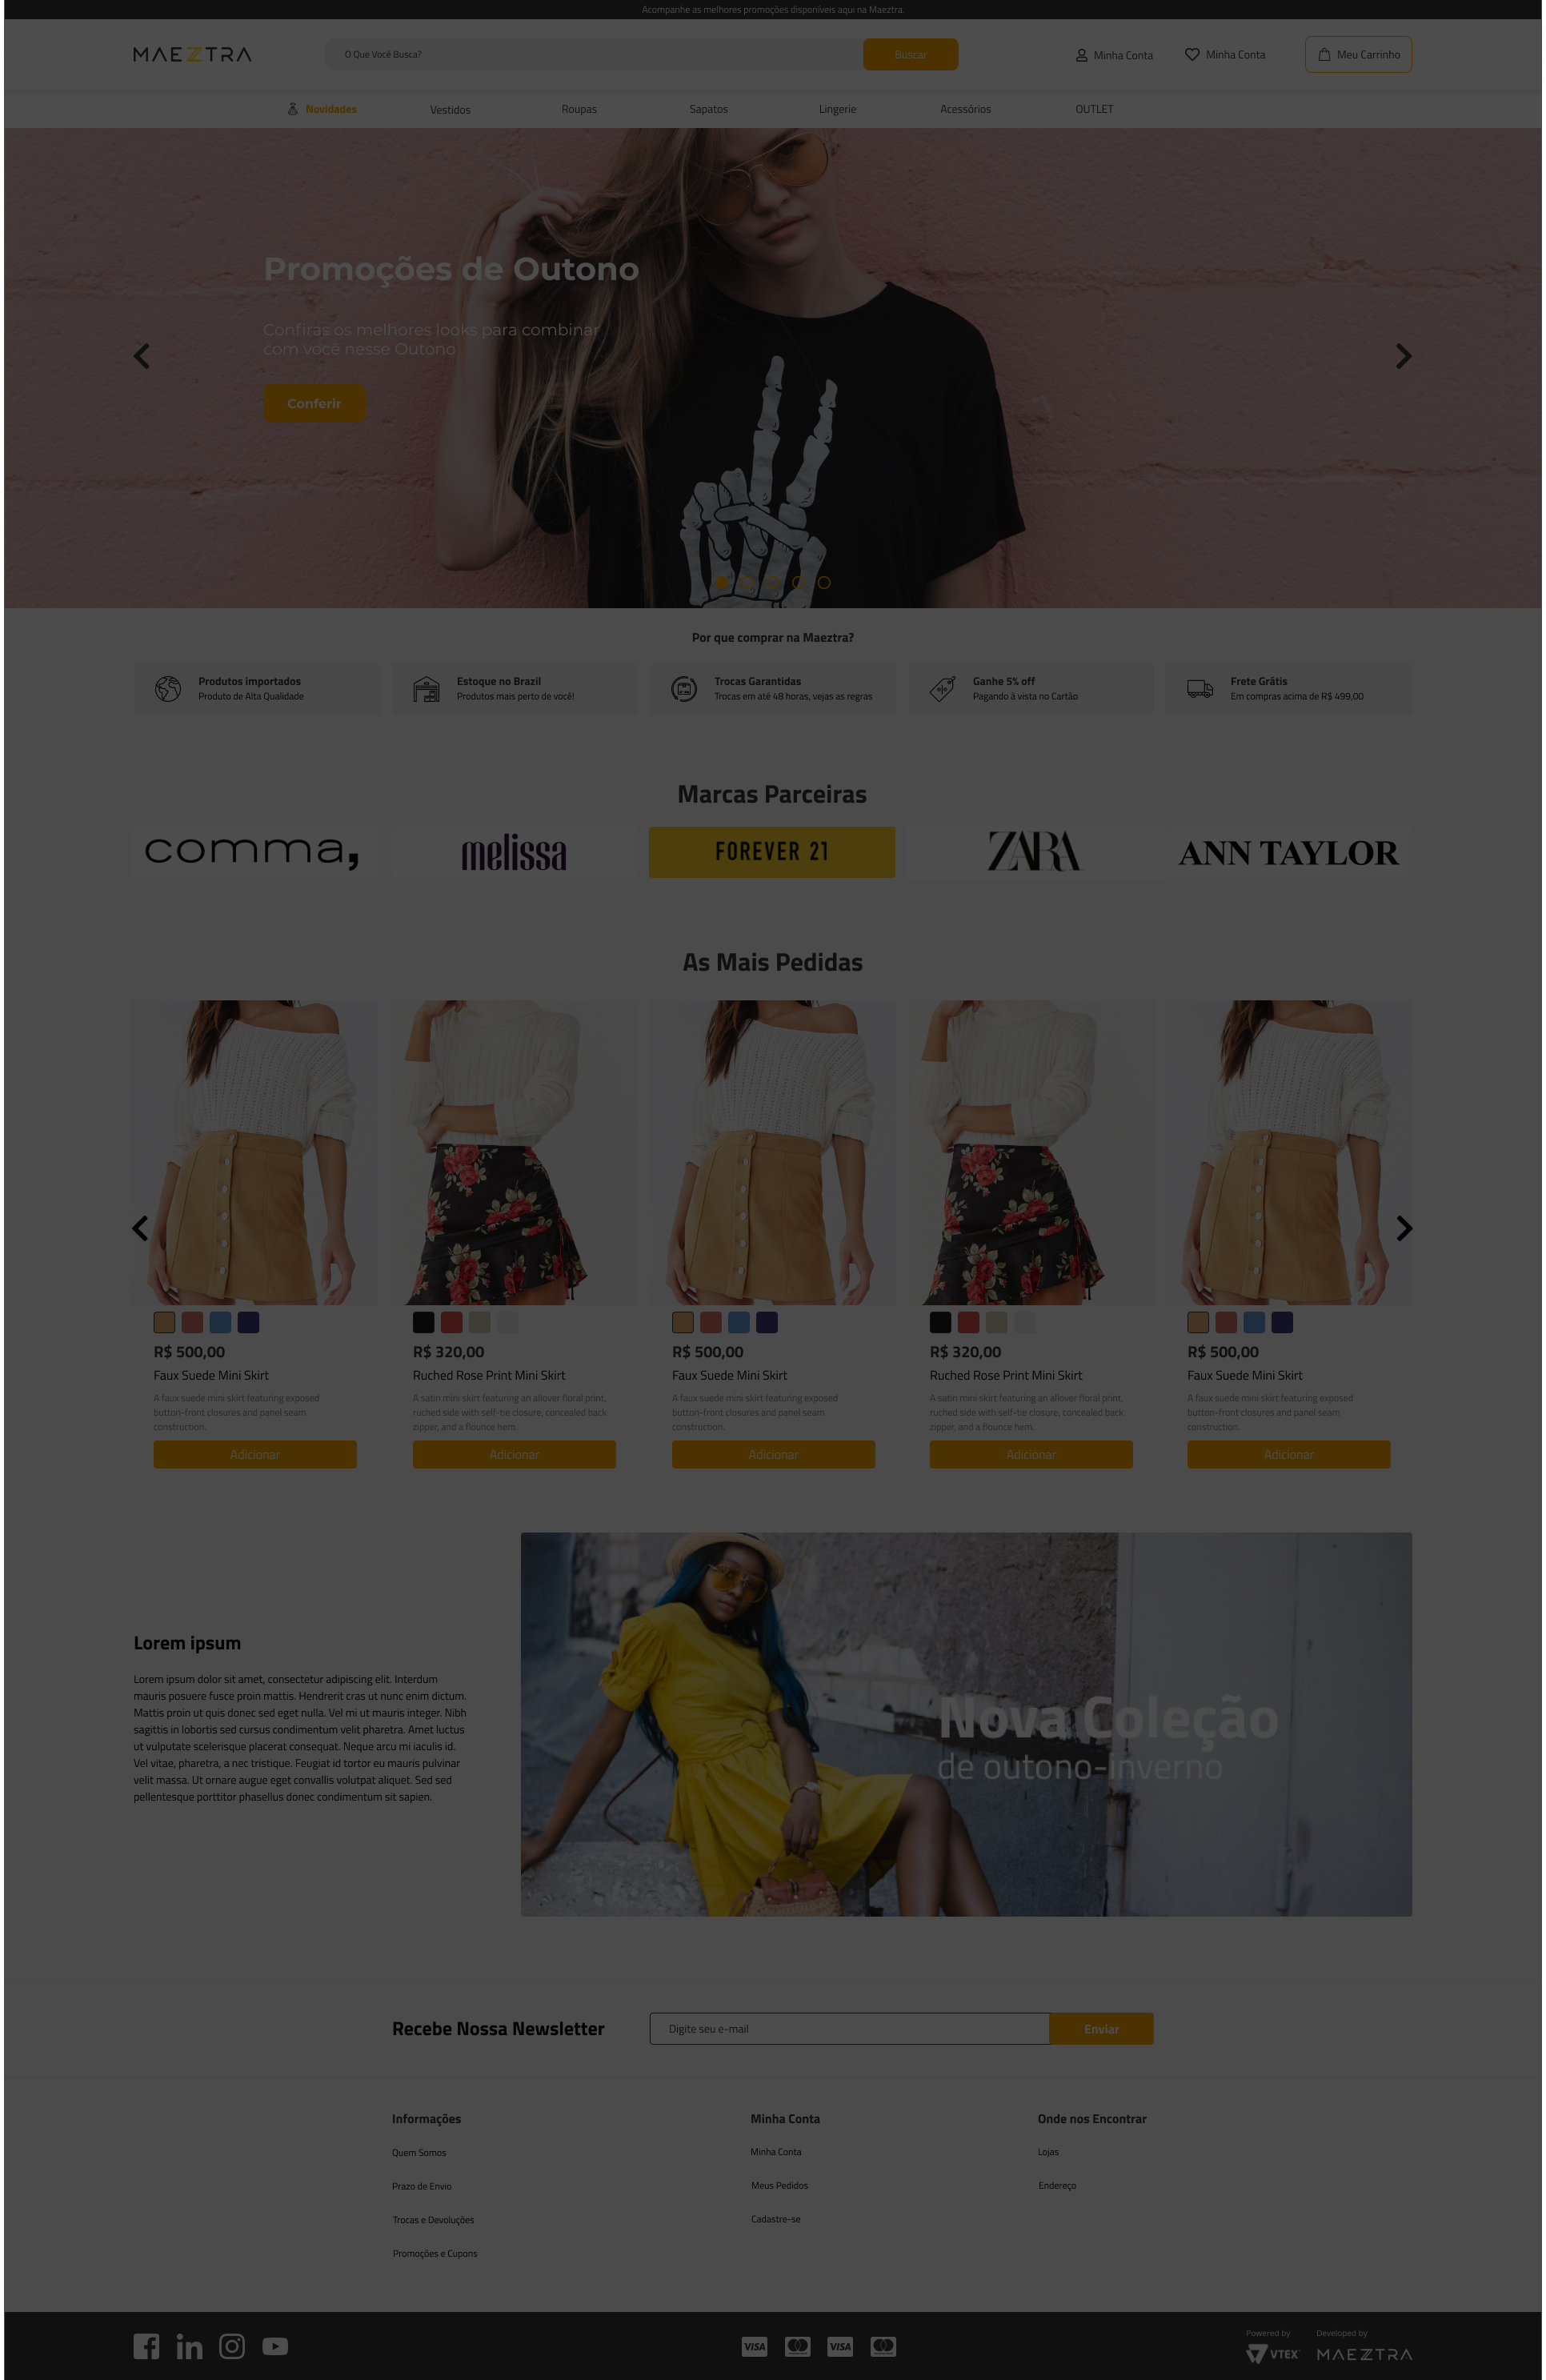 Acompanhe as melhores promoções disponíveis aqui na Maeztra.
MAEZTRA
O Que Você Busca?
Buscar
Minha Conta
Minha Conta
Meu Carrinho
Novidades
Vestidos
Roupas
Sapatos
Lingerie
Acessórios
OUTLET
Promoções de Outono
Confiras os melhores looks para combinar
com você nesse Outono
Conferir
Por que comprar na Maeztra?
Produtos importados
Produto de Alta Qualidade
Estoque no Brazil
Produtos mais perto de você!
Trocas Garantidas
Trocas em até 48 horas, vejas as regras
Ganhe 5% off
Pagando à vista no Cartão
Frete Grátis
Em compras acima de R$ 499,00
Marcas Parceiras
comma,
melissa
FOREVER 21
ZARA
ANN TAYLOR
As Mais Pedidas
R$ 500,00
Faux Suede Mini Skirt
A faux suede mini skirt featuring exposed
button-front closures and panel seam
construction.
Adicionar
R$ 320,00
Ruched Rose Print Mini Skirt
A satin mini skirt featuring an allover floral print,
ruched side with self-tie closure, concealed back
zipper, and a flounce hem.
Adicionar
R$ 500,00
Faux Suede Mini Skirt
A faux suede mini skirt featuring exposed
button-front closures and panel seam
construction.
Adicionar
R$ 320,00
Ruched Rose Print Mini Skirt
A satin mini skirt featuring an allover floral print,
ruched side with self-tie closure, concealed back
zipper, and a flounce hem.
Adicionar
R$ 500,00
Faux Suede Mini Skirt
A faux suede mini skirt featuring exposed
button-front closures and panel seam
construction.
Adicionar
Lorem ipsum
Lorem ipsum dolor sit amet, consectetur adipiscing elit. Interdum
mauris posuere fusce proin mattis. Hendrerit cras ut nunc enim dictum.
Mattis proin ut quis donec sed eget nulla. Vel mi ut mauris integer. Nibh
sagittis in lobortis sed cursus condimentum velit pharetra. Amet luctus
ut vulputate scelerisque placerat consequat. Neque arcu mi iaculis id.
Vel vitae, pharetra, a nec tristique. Feugiat id tortor eu mauris pulvinar
velit massa. Ut ornare augue eget convallis volutpat aliquet. Sed sed
pellentesque porttitor phasellus donec condimentum sit sapien.
Nova Coleção
de outono-inverno
Recebe Nossa Newsletter
Digite seu e-mail
Enviar
Informações
Quem Somos
Prazo de Envio
Trocas e Devoluções
Promoções e Cupons
Minha Conta
Minha Conta
Meus Pedidos
Cadastre-se
Onde nos Encontrar
Lojas
Endereço
VISA
VISA
Powered by
VTEX
Developed by
MAEZTRA